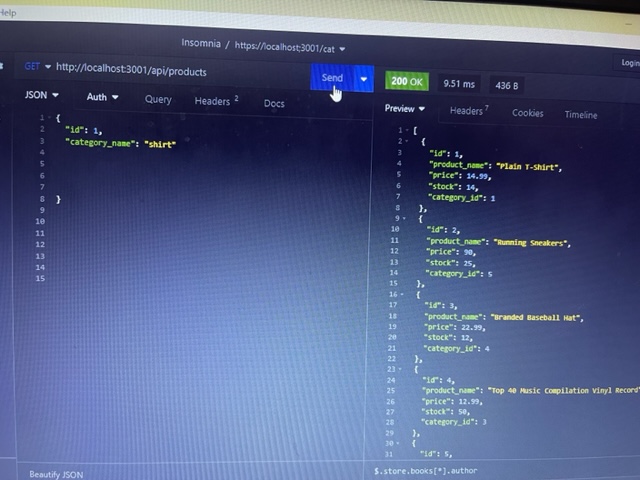 Help
Insomnia / https://localhost:3001/cat
Login
GET http://localhost:3001/api/products
Send
200 OK
9.51 ms
436 B
JSON Auth Query Headers 2 Docs
Preview Headers 7 Cookies Timeline
1 {
2 "id": 1,
3 "category_name": "shirt"
4
5
6
7
8 }
9
10
11
12
13
14
15
1 [
2 {
3 "id": 1,
4 "product_name": "Plain T-Shirt",
5 "price": 14.99,
6 "stock": 14,
7 "category_id": 1
8 },
9 {
10 "id": 2,
11 "product_name": "Running Sneakers",
12 "price": 90,
13 "stock": 25,
14 "category_id": 5
15 },
16 {
17 "id": 3,
18 "product_name": "Branded Baseball Hat",
19 "price": 22.99,
20 "stock": 12,
21 "category_id": 4
22 },
23 {
24 "id": 4,
25 "product_name": "Top 40 Music Compilation Vinyl Record"
26 "price": 12.99,
27 "stock": 50,
28 "category_id": 3
29 },
30 {
31 "id": 5,
Beautify JSON
$.store.books[*].author